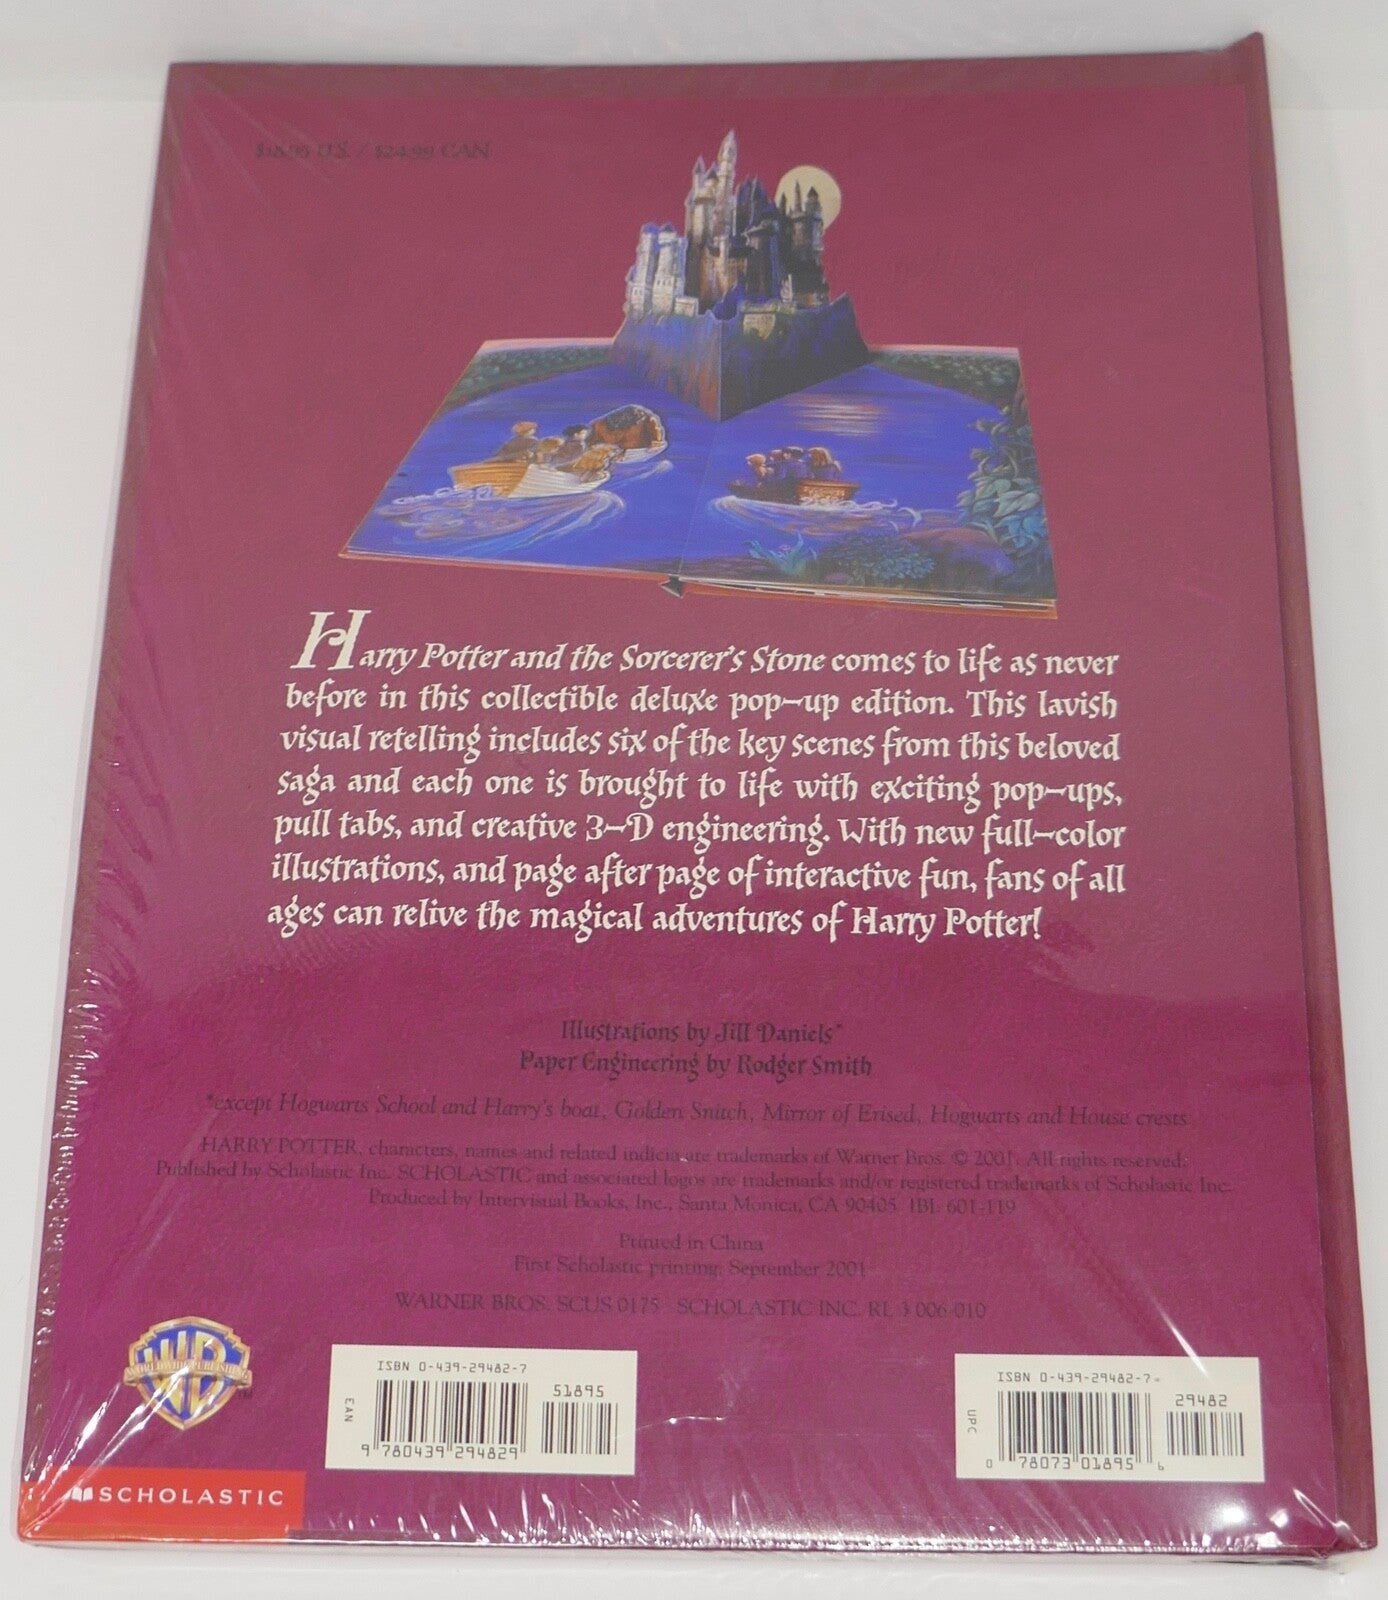 $18.95 U.S. / $24.99 CAN
Harry Potter and the Sorcerer's Stone comes to life as never
before in this collectible deluxe pop-up edition. This lavish
visual retelling includes six of the key scenes from this beloved
saga and each one is brought to life with exciting pop-ups,
pull tabs, and creative 3-D engineering. With new full-color
illustrations, and page after page of interactive fun, fans of all
ages can relive the magical adventures of Harry Potter!
Illustrations by Jill Daniels*
Paper Engineering by Rodger Smith
*except Hogwarts School and Harry's boat, Golden Snitch, Mirror of Erised, Hogwarts and House crests.
HARRY POTTER, characters, names and related indicia are trademarks of Warner Bros. © 2001. All rights reserved.
Published by Scholastic Inc. SCHOLASTIC and associated logos are trademarks and/or registered trademarks of Scholastic Inc.
Produced by Intervisual Books, Inc., Santa Monica, CA 90405 IBI: 601-119
Printed in China
First Scholastic printing, September 2001
WARNER BROS. SCUS 0175 SCHOLASTIC INC. RL 3 006-010
WB
WORLDWIDE PUBLISHING
TM
ISBN 0-439-29482-7
51895
EAN
9 780439 294829
ISBN 0-439-29482-7
29482
UPC
0 78073 01895 6
SCHOLASTIC